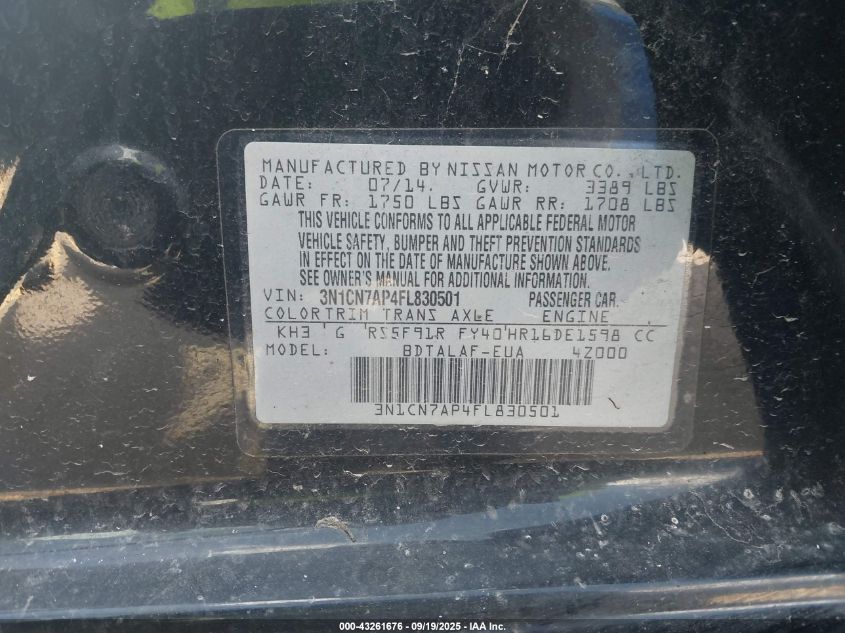 MANUFACTURED BY NISSAN MOTOR CO., LTD.
DATE: 07/14. GVWR: 3389 LBS
GAWR FR: 1750 LBS GAWR RR: 1708 LBS
THIS VEHICLE CONFORMS TO ALL APPLICABLE FEDERAL MOTOR
VEHICLE SAFETY, BUMPER AND THEFT PREVENTION STANDARDS
IN EFFECT ON THE DATE OF MANUFACTURE SHOWN ABOVE.
SEE OWNER'S MANUAL FOR ADDITIONAL INFORMATION.
VIN: 3N1CN7AP4FL830501 PASSENGER CAR
COLOR TRIM TRANS AXLE ENGINE
KH3 ' G 'RS5F91R FY40'HR16DE1598 CC
MODEL: BDTALAF-EUA 4Z000
3N1CN7AP4FL830501
000-43261676 - 09/19/2025 - IAA Inc.